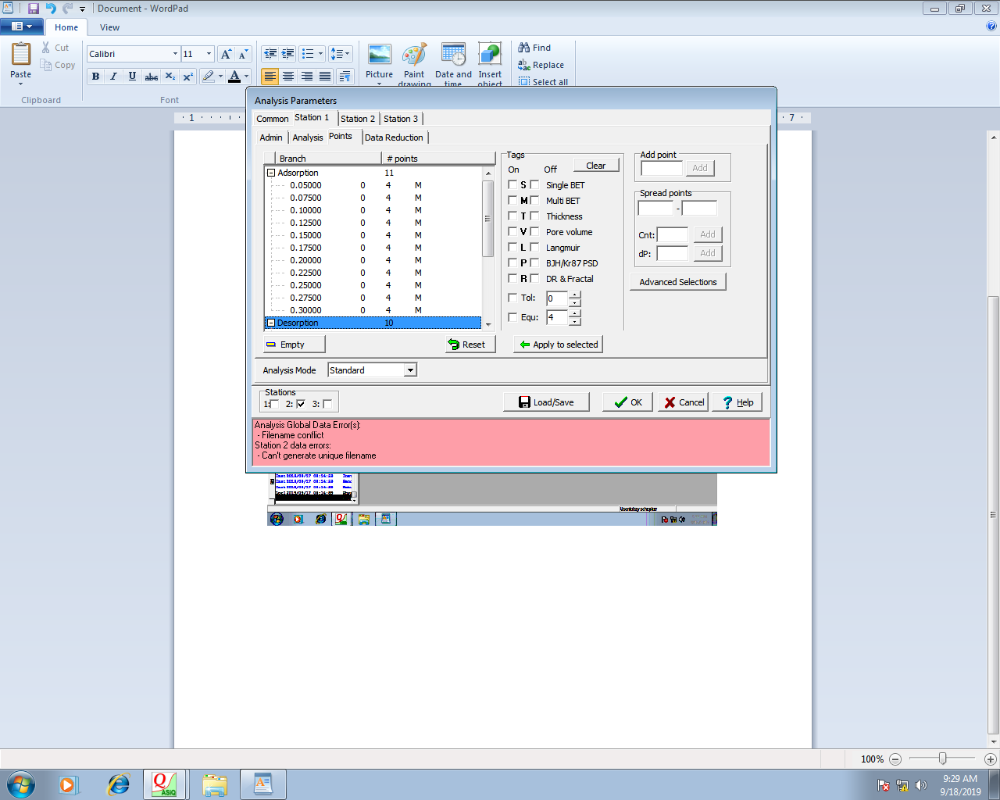 Document - WordPad
Home View
Cut
Copy
Paste
Clipboard
Calibri 11
B I U abc X₂ X²
A
Font
Picture
Paint drawing
Date and time
Insert object
Find
Replace
Select all
1
7
Analysis Parameters
Common Station 1 Station 2 Station 3
Admin Analysis Points Data Reduction
Branch # points
Adsorption 11
0.05000 0 4 M
0.07500 0 4 M
0.10000 0 4 M
0.12500 0 4 M
0.15000 0 4 M
0.17500 0 4 M
0.20000 0 4 M
0.22500 0 4 M
0.25000 0 4 M
0.27500 0 4 M
0.30000 0 4 M
Desorption 10
Empty Reset
Tags
On Off Clear
S Single BET
M Multi BET
T Thickness
V Pore volume
L Langmuir
P BJH/Kr87 PSD
R DR & Fractal
Tol: 0
Equ: 4
Apply to selected
Add point
Add
Spread points
-
Cnt: Add
dP: Add
Advanced Selections
Analysis Mode Standard
Stations
1: 2: 3:
Load/Save OK Cancel Help
Analysis Global Data Error(s):
- Filename conflict
Station 2 data errors:
- Can't generate unique filename
100%
Q
ASiQ
9:29 AM
9/18/2019